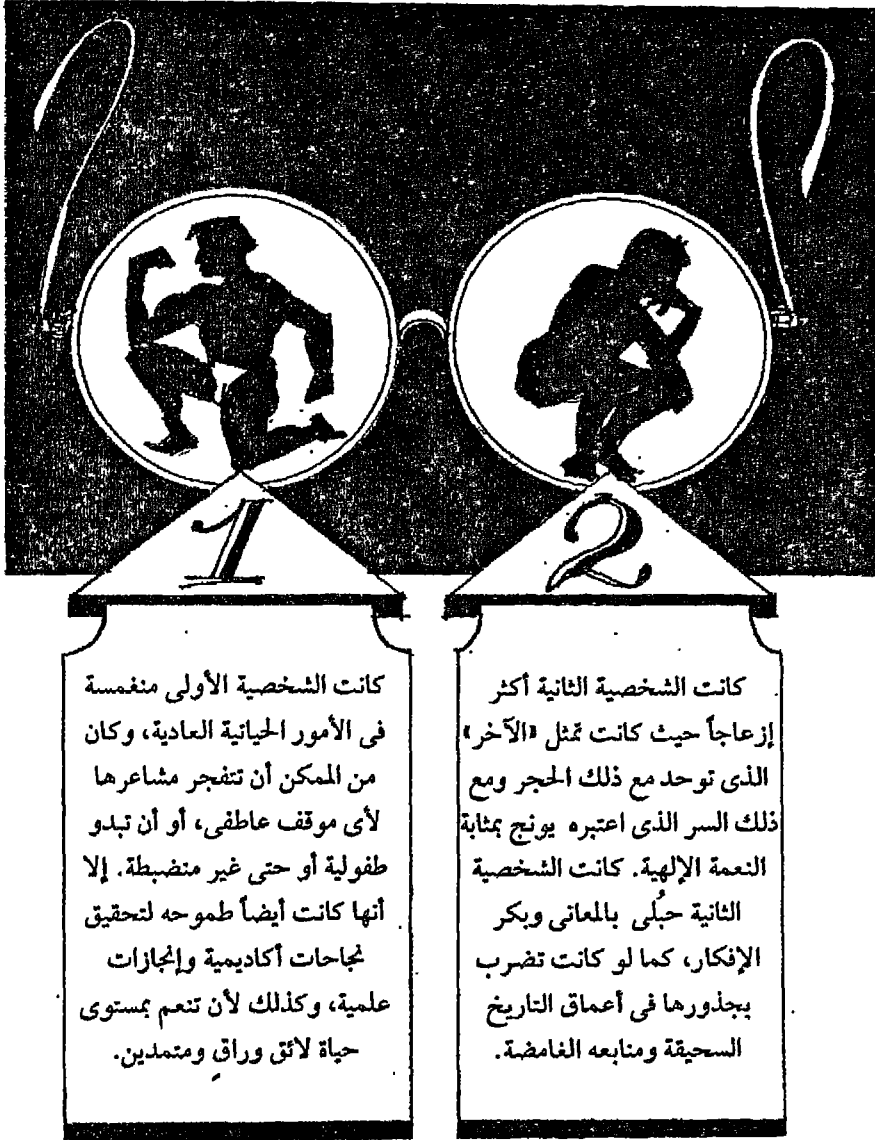 1
كانت الشخصية الأولى منغمسة
فى الأمور الحياتية العادية، وكان
من الممكن أن تتفجر مشاعرها
لأى موقف عاطفى، أو أن تبدو
طفولية أو حتى غير منضبطة. إلا
أنها كانت أيضاً طموحه لتحقيق
نجاحات أكاديمية وإنجازات
علمية، وكذلك لأن تنعم بمستوى
حياة لائق وراقٍ ومتمدين.
2
كانت الشخصية الثانية أكثر
إزعاجاً حيث كانت تمثل «الآخر»
الذى توحد مع ذلك الحجر ومع
ذلك السر الذى اعتبره يونج بمثابة
النعمة الإلهية. كانت الشخصية
الثانية حبُلى بالمعانى وبكر
الإفكار، كما لو كانت تضرب
بجذورها فى أعماق التاريخ
السحيقة ومنابعه الغامضة.